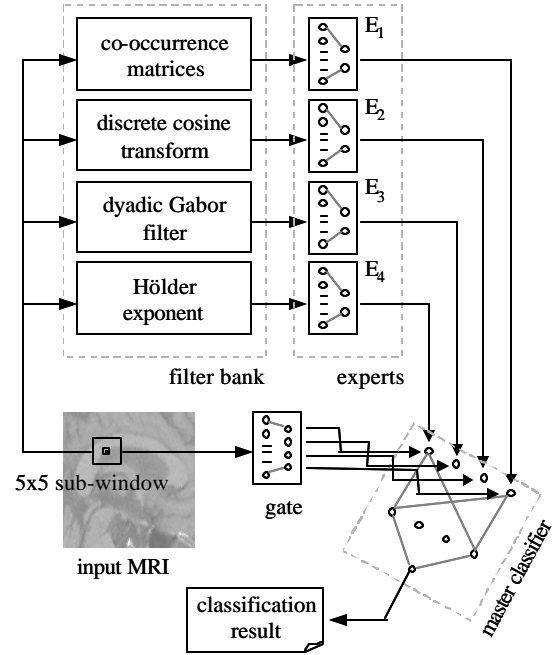 co-occurrence
matrices
E1
discrete cosine
transform
E2
dyadic Gabor
filter
E3
Hölder
exponent
E4
filter bank
experts
5x5 sub-window
gate
input MRI
master classifier
classification
result